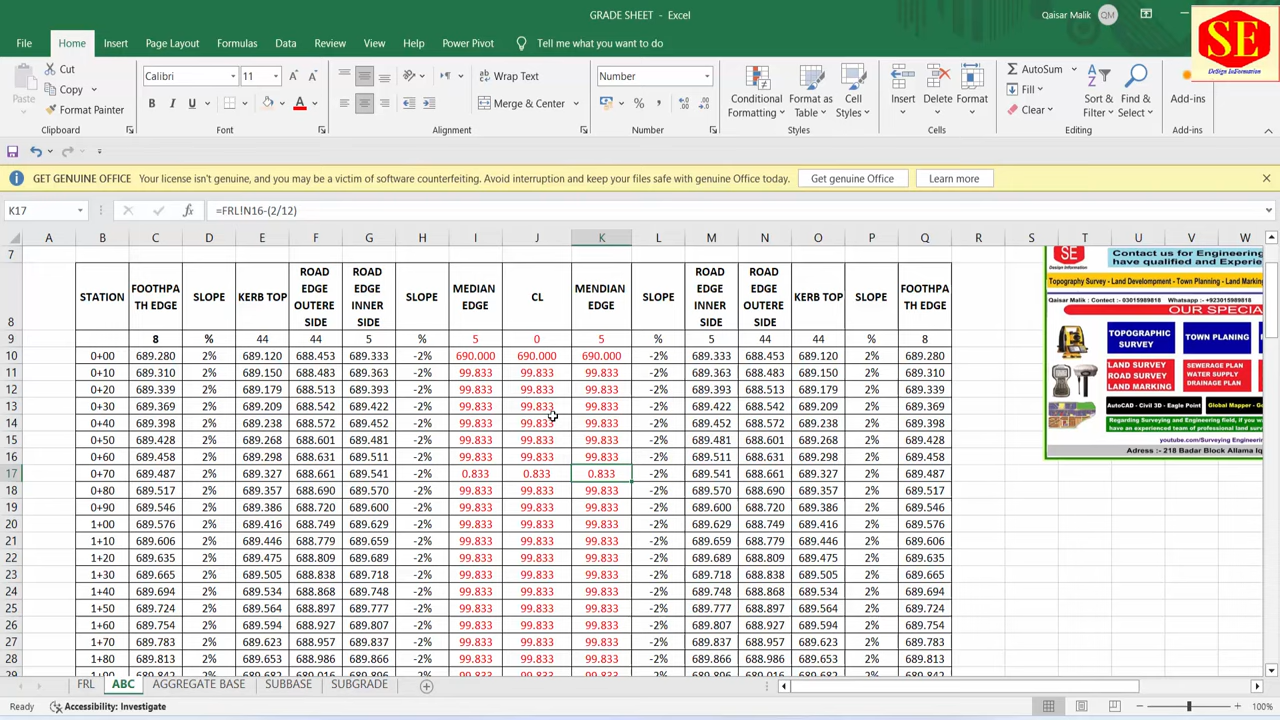 GRADE SHEET - Excel
Qaisar Malik QM
SE
DeSign InFormation
File Home Insert Page Layout Formulas Data Review View Help Power Pivot Tell me what you want to do
Paste
Cut
Copy
Format Painter
Clipboard
Calibri 11
B I U A
Font
Wrap Text
Merge & Center
Alignment
Number
% ,
Number
Conditional Formatting
Format as Table
Cell Styles
Styles
Insert Delete Format
Cells
AutoSum
Fill
Clear
Sort & Filter
Find & Select
Editing
Add-ins
Add-ins
GET GENUINE OFFICE Your license isn't genuine, and you may be a victim of software counterfeiting. Avoid interruption and keep your files safe with genuine Office today. Get genuine Office Learn more
K17 fx =FRL!N16-(2/12)
A B C D E F G H I J K L M N O P Q R S T U V W
7
8 STATION FOOTHPATH EDGE SLOPE KERB TOP ROAD EDGE OUTERE SIDE ROAD EDGE INNER SIDE SLOPE MEDIAN EDGE CL MENDIAN EDGE SLOPE ROAD EDGE INNER SIDE ROAD EDGE OUTERE SIDE KERB TOP SLOPE FOOTHPATH EDGE
9 8 % 44 44 5 % 5 0 5 % 5 44 44 % 8
10 0+00 689.280 2% 689.120 688.453 689.333 -2% 690.000 690.000 690.000 -2% 689.333 688.453 689.120 2% 689.280
11 0+10 689.310 2% 689.150 688.483 689.363 -2% 99.833 99.833 99.833 -2% 689.363 688.483 689.150 2% 689.310
12 0+20 689.339 2% 689.179 688.513 689.393 -2% 99.833 99.833 99.833 -2% 689.393 688.513 689.179 2% 689.339
13 0+30 689.369 2% 689.209 688.542 689.422 -2% 99.833 99.833 99.833 -2% 689.422 688.542 689.209 2% 689.369
14 0+40 689.398 2% 689.238 688.572 689.452 -2% 99.833 99.833 99.833 -2% 689.452 688.572 689.238 2% 689.398
15 0+50 689.428 2% 689.268 688.601 689.481 -2% 99.833 99.833 99.833 -2% 689.481 688.601 689.268 2% 689.428
16 0+60 689.458 2% 689.298 688.631 689.511 -2% 99.833 99.833 99.833 -2% 689.511 688.631 689.298 2% 689.458
17 0+70 689.487 2% 689.327 688.661 689.541 -2% 0.833 0.833 0.833 -2% 689.541 688.661 689.327 2% 689.487
18 0+80 689.517 2% 689.357 688.690 689.570 -2% 99.833 99.833 99.833 -2% 689.570 688.690 689.357 2% 689.517
19 0+90 689.546 2% 689.386 688.720 689.600 -2% 99.833 99.833 99.833 -2% 689.600 688.720 689.386 2% 689.546
20 1+00 689.576 2% 689.416 688.749 689.629 -2% 99.833 99.833 99.833 -2% 689.629 688.749 689.416 2% 689.576
21 1+10 689.606 2% 689.446 688.779 689.659 -2% 99.833 99.833 99.833 -2% 689.659 688.779 689.446 2% 689.606
22 1+20 689.635 2% 689.475 688.809 689.689 -2% 99.833 99.833 99.833 -2% 689.689 688.809 689.475 2% 689.635
23 1+30 689.665 2% 689.505 688.838 689.718 -2% 99.833 99.833 99.833 -2% 689.718 688.838 689.505 2% 689.665
24 1+40 689.694 2% 689.534 688.868 689.748 -2% 99.833 99.833 99.833 -2% 689.748 688.868 689.534 2% 689.694
25 1+50 689.724 2% 689.564 688.897 689.777 -2% 99.833 99.833 99.833 -2% 689.777 688.897 689.564 2% 689.724
26 1+60 689.754 2% 689.594 688.927 689.807 -2% 99.833 99.833 99.833 -2% 689.807 688.927 689.594 2% 689.754
27 1+70 689.783 2% 689.623 688.957 689.837 -2% 99.833 99.833 99.833 -2% 689.837 688.957 689.623 2% 689.783
28 1+80 689.813 2% 689.653 688.986 689.866 -2% 99.833 99.833 99.833 -2% 689.866 688.986 689.653 2% 689.813
SE
Design Information
Contact us for Engineering
have qualified and Experie
Topography Survey - Land Development - Town Planning - Land Marking
Qaisar Malik : Contect :- 03015989818 Whatsapp :- +923015989818
OUR SPECIA
TOPOGRAPHIC SURVEY
TOWN PLANING
LAND SURVEY
ROAD SURVEY
LAND MARKING
SEWERAGE PLAN
WATER SUPPLY
DRAINAGE PLAN
AutoCAD - Civil 3D - Eagle Point
Global Mapper - G
Regarding Surveying and Engineering field, if you w
have an experienced team of professional land surv
youtube.com/Surveying Engineerin
Adress :- 218 Badar Block Allama Iq
FRL ABC AGGREGATE BASE SUBBASE SUBGRADE
Ready Accessibility: Investigate 100%